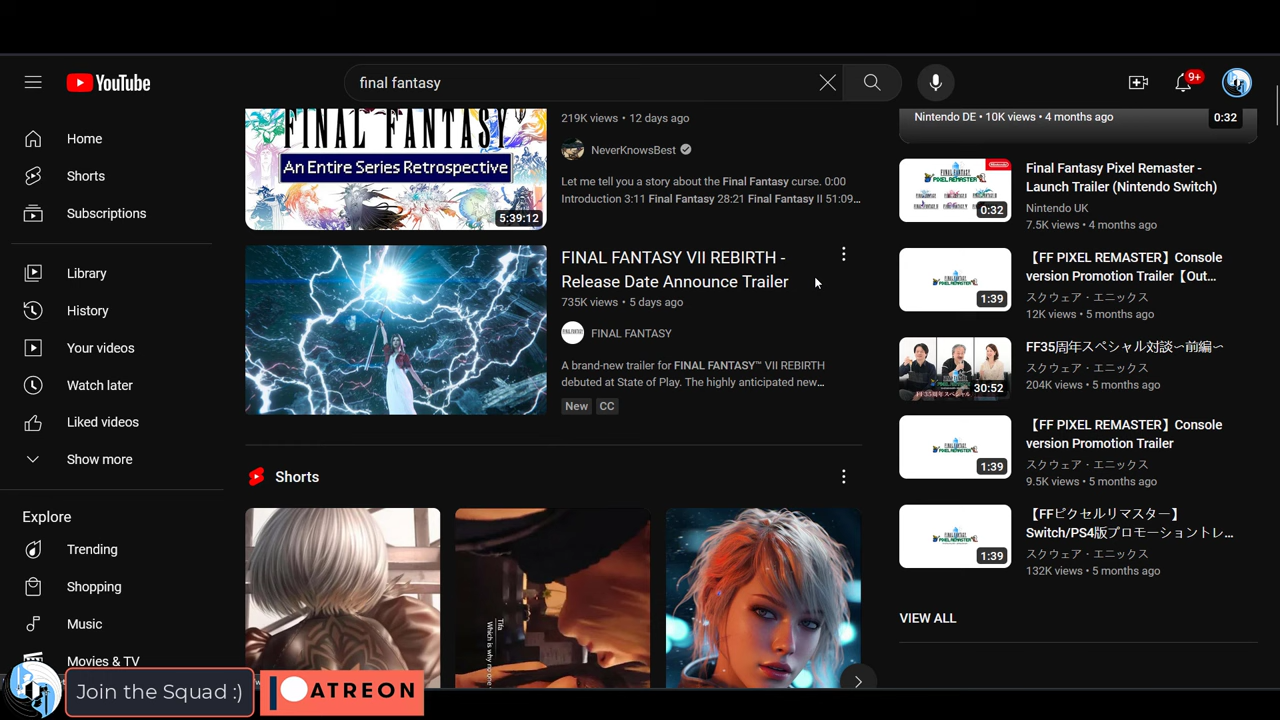 YouTube
final fantasy
9+
Home
Shorts
Subscriptions
Library
History
Your videos
Watch later
Liked videos
Show more
Explore
Trending
Shopping
Music
Movies & TV
FINAL FANTASY
An Entire Series Retrospective
5:39:12
219K views • 12 days ago
NeverKnowsBest
Let me tell you a story about the Final Fantasy curse. 0:00
Introduction 3:11 Final Fantasy 28:21 Final Fantasy II 51:09...
FINAL FANTASY VII REBIRTH -
Release Date Announce Trailer
735K views • 5 days ago
FINAL FANTASY
A brand-new trailer for FINAL FANTASY™ VII REBIRTH
debuted at State of Play. The highly anticipated new...
New CC
Shorts
Tifa
Which is why no one
Nintendo DE • 10K views • 4 months ago
0:32
Final Fantasy Pixel Remaster -
Launch Trailer (Nintendo Switch)
Nintendo UK
7.5K views • 4 months ago
0:32
【FF PIXEL REMASTER】Console
version Promotion Trailer【Out...
スクウェア・エニックス
12K views • 5 months ago
1:39
FF35周年スペシャル対談〜前編〜
スクウェア・エニックス
204K views • 5 months ago
30:52
【FF PIXEL REMASTER】Console
version Promotion Trailer
スクウェア・エニックス
9.5K views • 5 months ago
1:39
【FFピクセルリマスター】
Switch/PS4版プロモーショントレ...
スクウェア・エニックス
132K views • 5 months ago
1:39
VIEW ALL
Join the Squad :)
PATREON